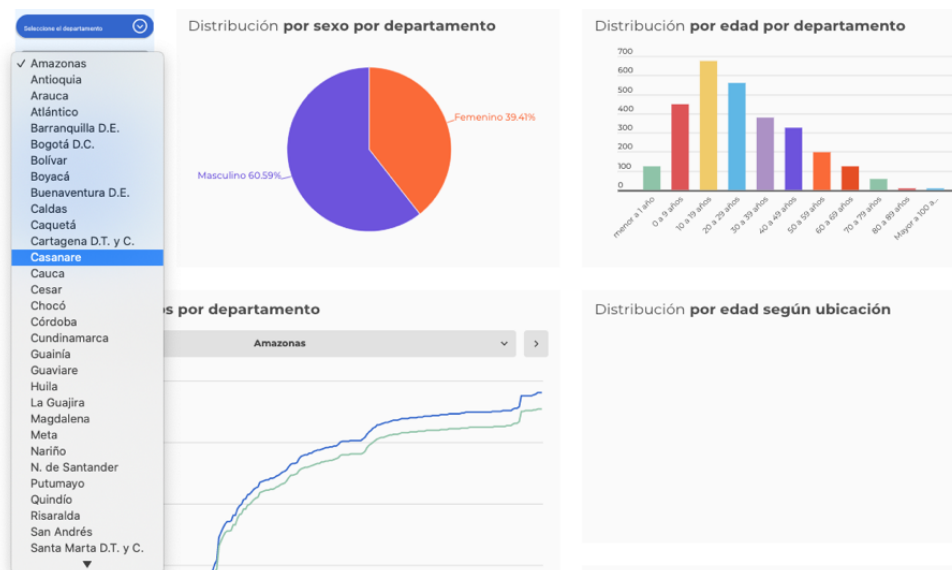 Seleccione el departamento
✓ Amazonas
Antioquia
Arauca
Atlántico
Barranquilla D.E.
Bogotá D.C.
Bolívar
Boyacá
Buenaventura D.E.
Caldas
Caquetá
Cartagena D.T. y C.
Casanare
Cauca
Cesar
Chocó
Córdoba
Cundinamarca
Guainía
Guaviare
Huila
La Guajira
Magdalena
Meta
Nariño
N. de Santander
Putumayo
Quindío
Risaralda
San Andrés
Santa Marta D.T. y C.
Distribución por sexo por departamento
Femenino 39.41%
Masculino 60.59%
Distribución por edad por departamento
700
600
500
400
300
200
100
0
menor a 1 año
0 a 9 años
10 a 19 años
20 a 29 años
30 a 39 años
40 a 49 años
50 a 59 años
60 a 69 años
70 a 79 años
80 a 89 años
Mayor a 100 a...
s por departamento
Amazonas
Distribución por edad según ubicación